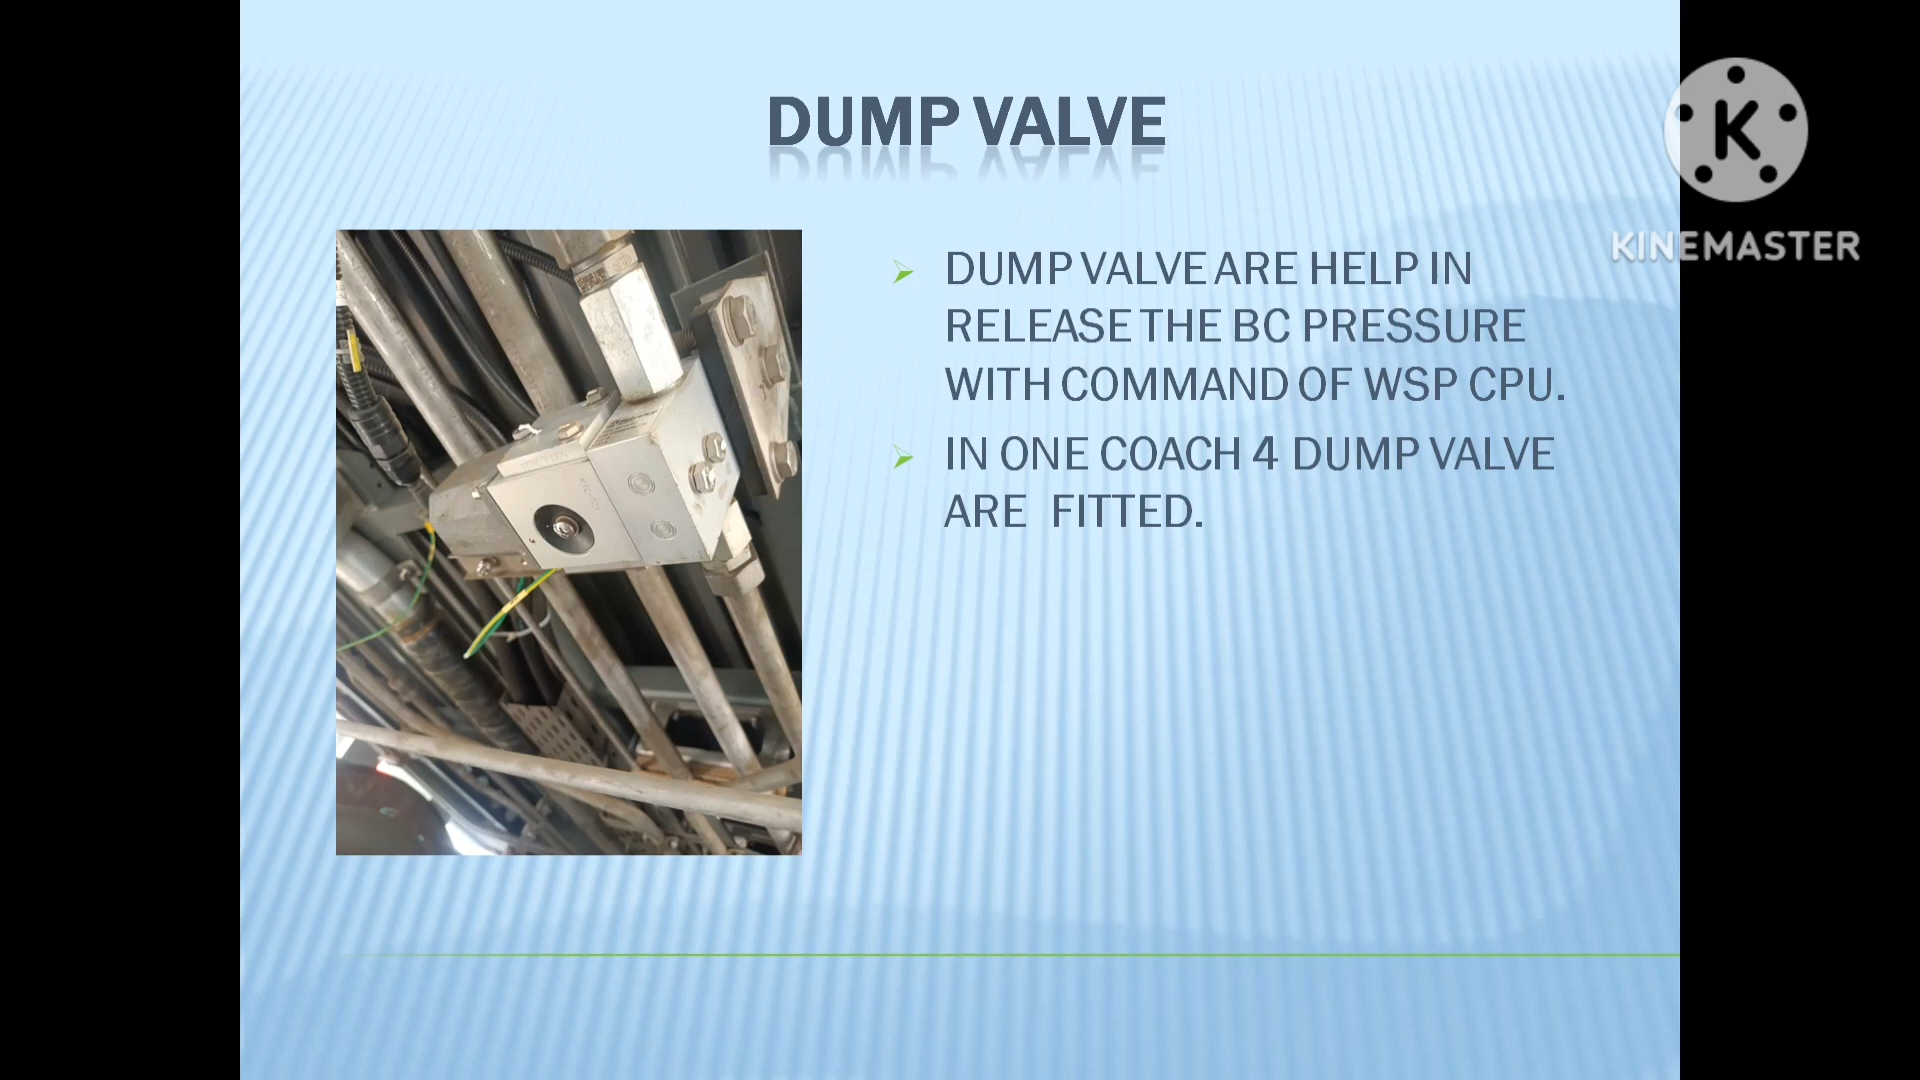 DUMP VALVE
K
KINEMASTER
DUMP VALVE ARE HELP IN
RELEASE THE BC PRESSURE
WITH COMMAND OF WSP CPU.
IN ONE COACH 4 DUMP VALVE
ARE FITTED.